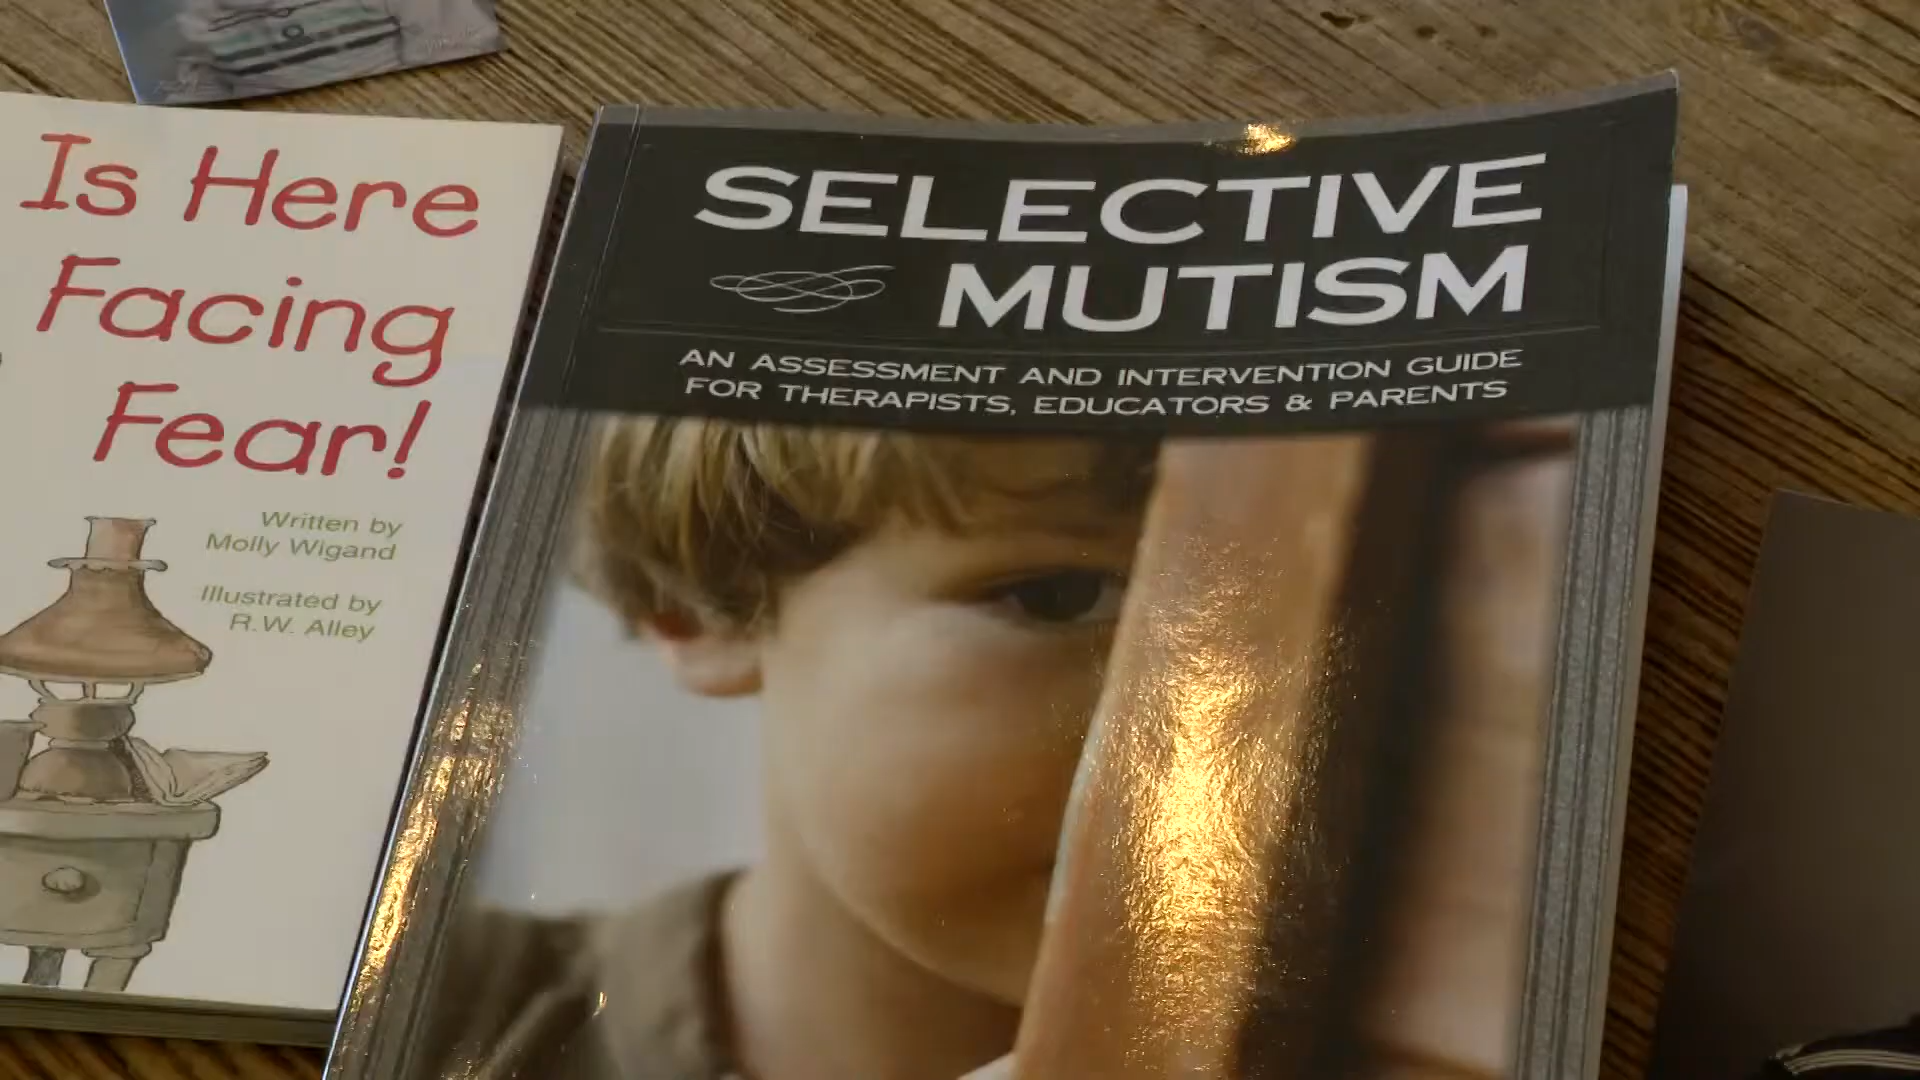 Is Here
Facing
Fear!
Written by
Molly Wigand
Illustrated by
R.W. Alley
SELECTIVE
MUTISM
AN ASSESSMENT AND INTERVENTION GUIDE
FOR THERAPISTS, EDUCATORS & PARENTS